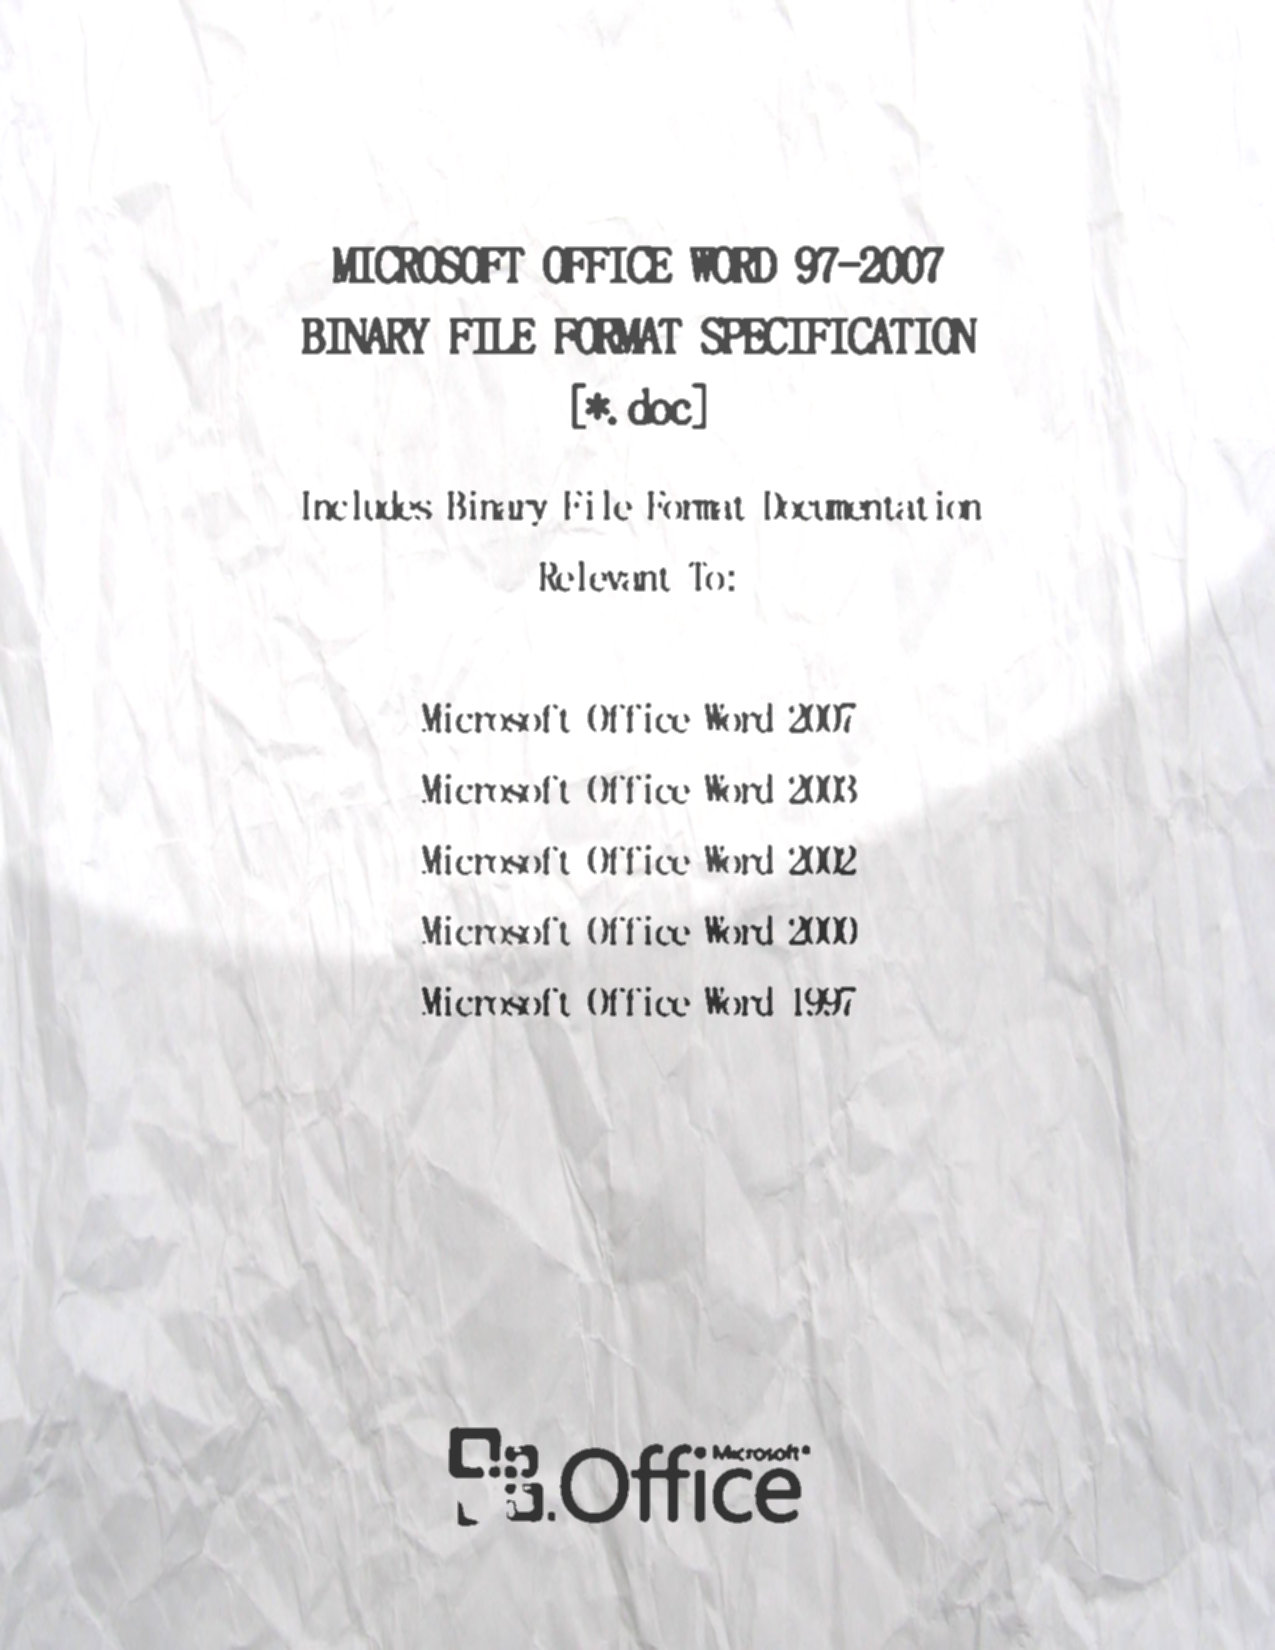 MICROSOFT OFFICE WORD 97-2007
BINARY FILE FORMAT SPECIFICATION
[*.doc]
Includes Binary File Format Documentation
Relevant To:
Microsoft Office Word 2007
Microsoft Office Word 2003
Microsoft Office Word 2002
Microsoft Office Word 2000
Microsoft Office Word 1997
Microsoft®
Office